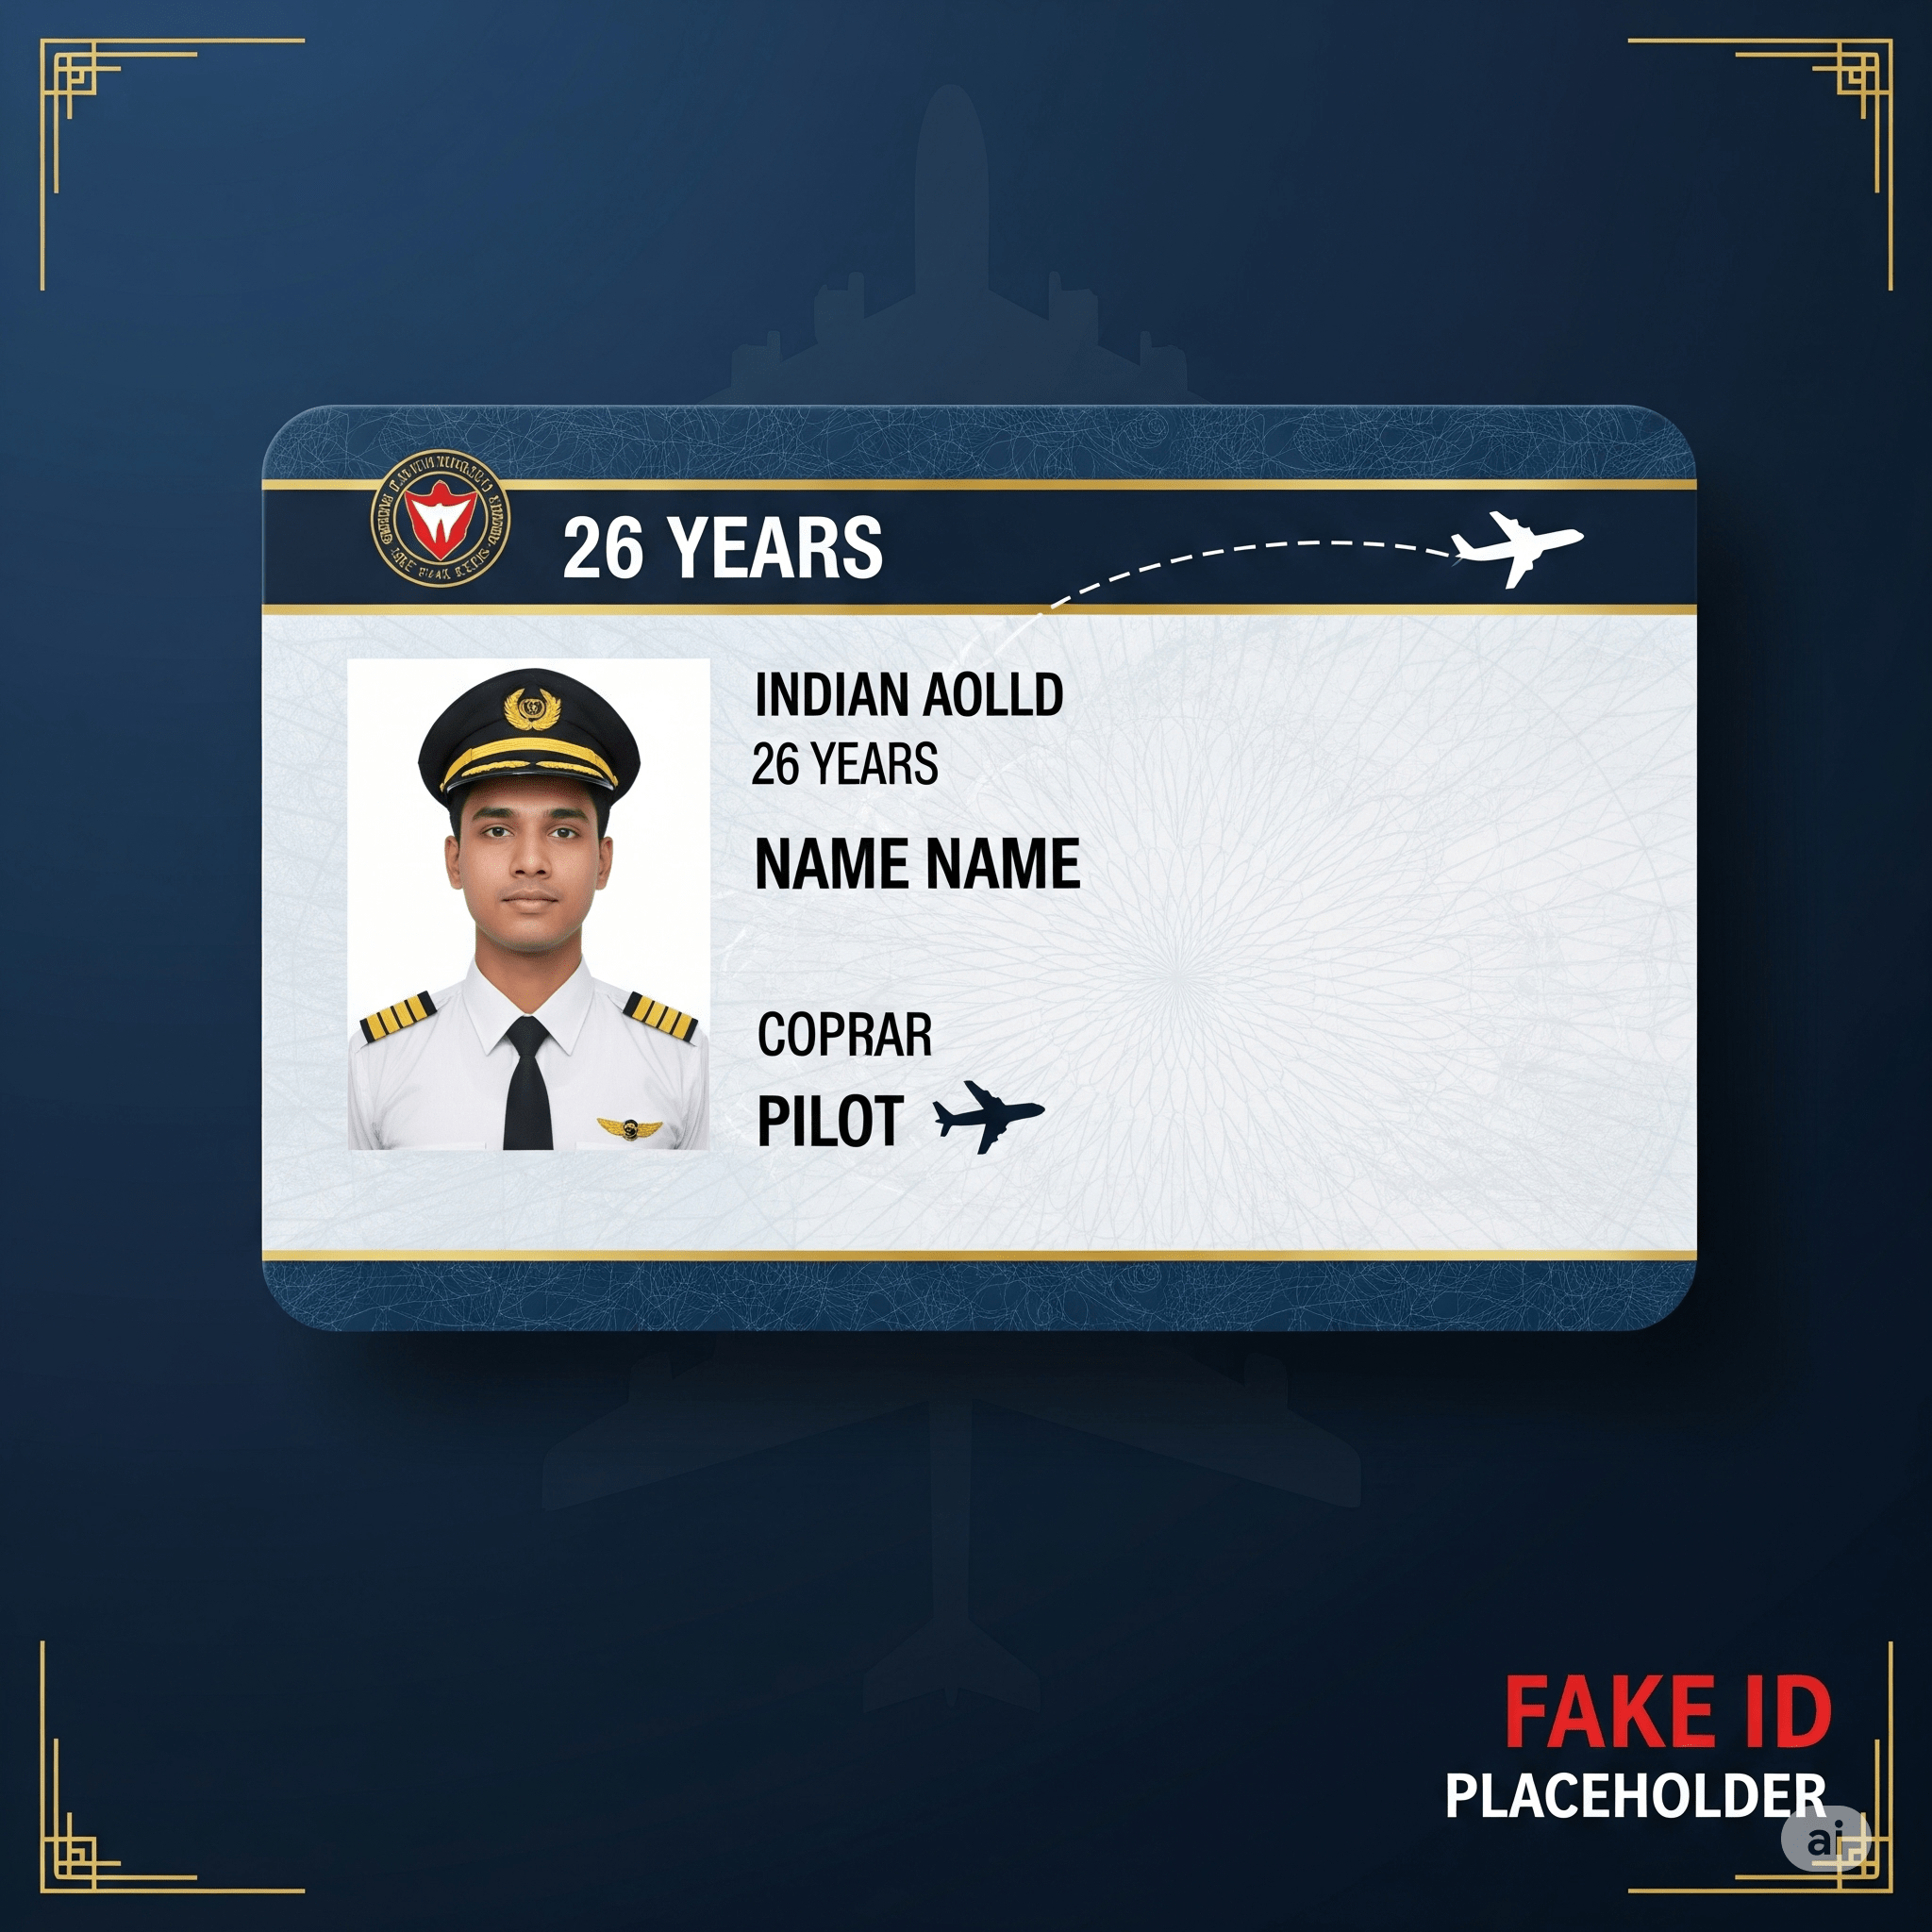 26 YEARS
INDIAN AOLLD
26 YEARS
NAME NAME
COPRAR
PILOT
FAKE ID
PLACEHOLDER
ai